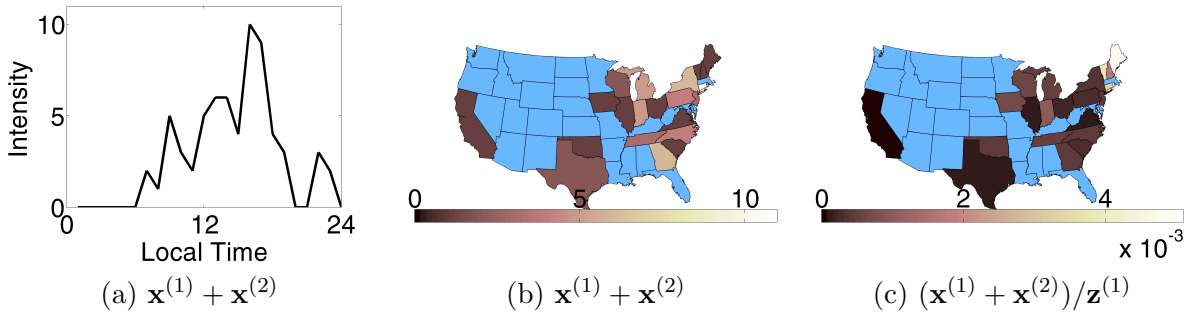 10
5
0
Intensity
0 12 24
Local Time
(a) x^(1) + x^(2)
0 5 10
(b) x^(1) + x^(2)
0 2 4
x 10^-3
(c) (x^(1) + x^(2))/z^(1)